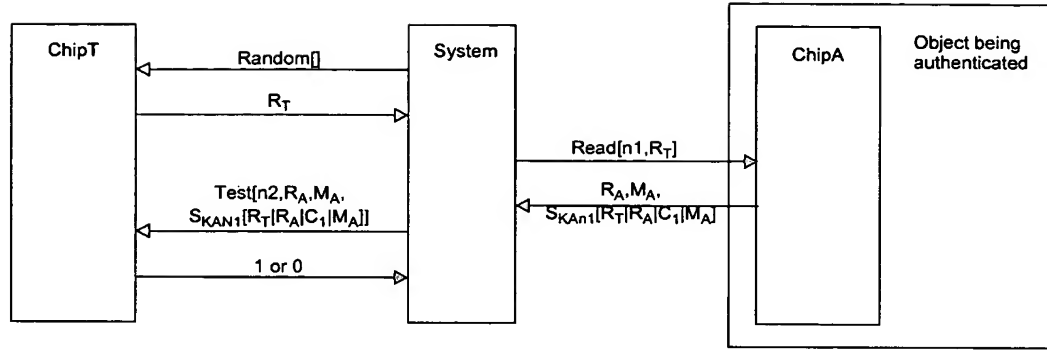 ChipT
System
ChipA
Object being
authenticated
Random[]
R_T
Read[n1,R_T]
Test[n2,R_A,M_A,
S_KAN1[R_T|R_A|C_1|M_A]]
R_A,M_A,
S_KAn1[R_T|R_A|C_1|M_A]
1 or 0